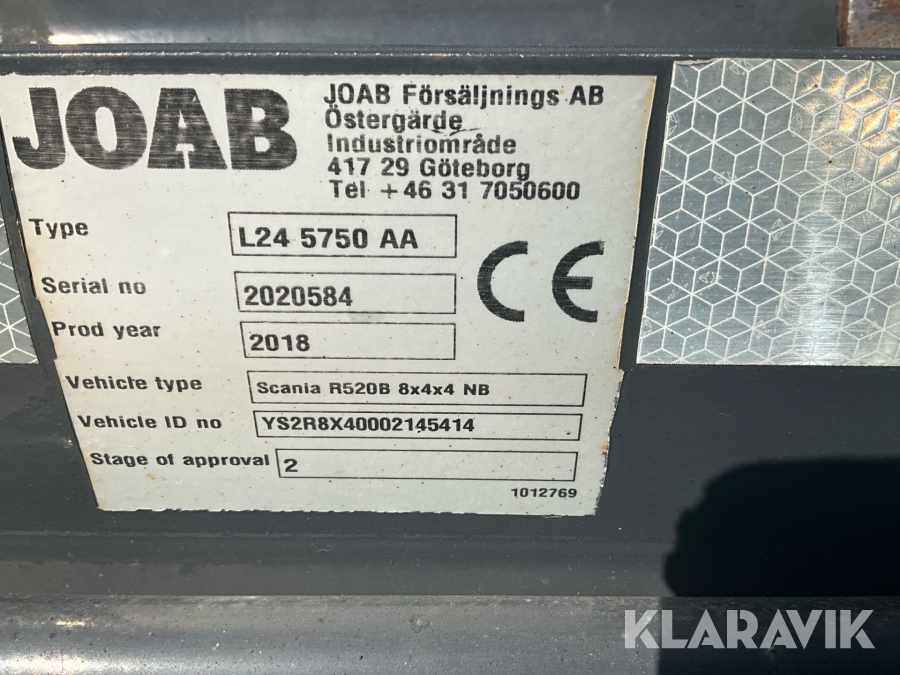 JOAB
JOAB Försäljnings AB
Östergärde
Industriområde
417 29 Göteborg
Tel +46 31 7050600
Type L24 5750 AA
Serial no 2020584
CE
Prod year 2018
Vehicle type Scania R520B 8x4x4 NB
Vehicle ID no YS2R8X40002145414
Stage of approval 2
1012769
KLARAVIK